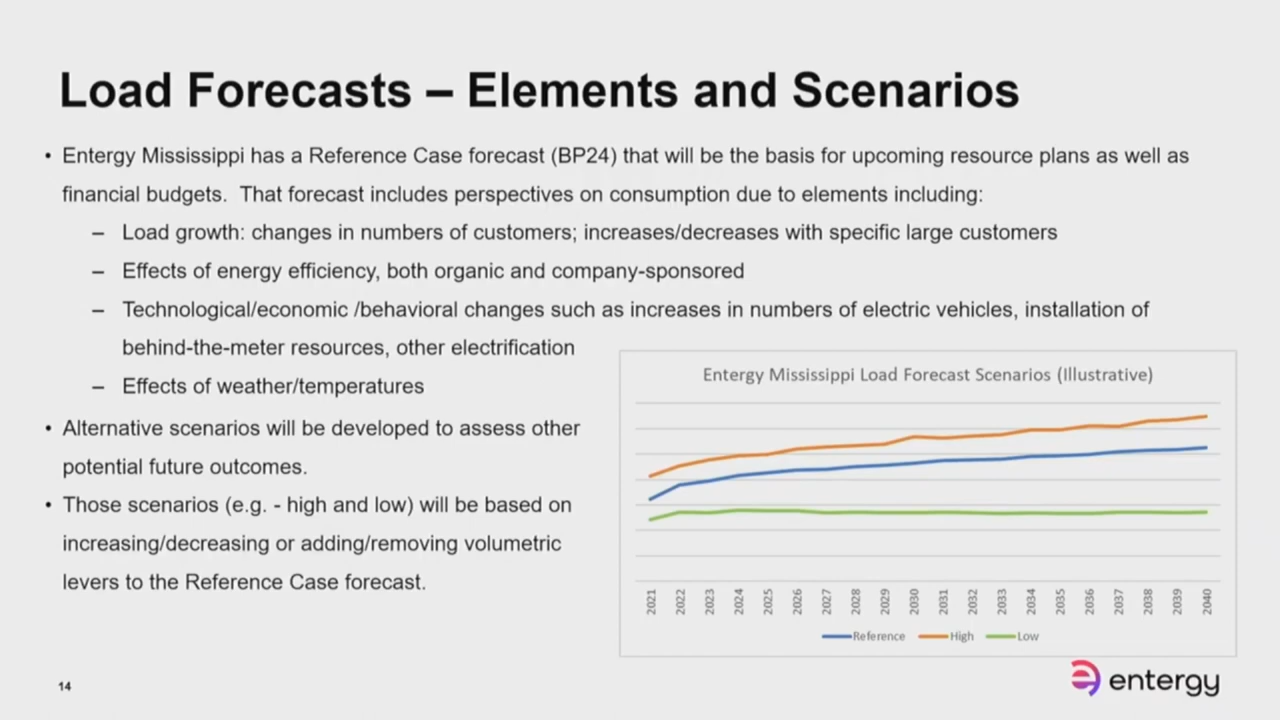 Load Forecasts – Elements and Scenarios
• Entergy Mississippi has a Reference Case forecast (BP24) that will be the basis for upcoming resource plans as well as
financial budgets.  That forecast includes perspectives on consumption due to elements including:
– Load growth: changes in numbers of customers; increases/decreases with specific large customers
– Effects of energy efficiency, both organic and company-sponsored
– Technological/economic /behavioral changes such as increases in numbers of electric vehicles, installation of
behind-the-meter resources, other electrification
– Effects of weather/temperatures
• Alternative scenarios will be developed to assess other
potential future outcomes.
• Those scenarios (e.g. - high and low) will be based on
increasing/decreasing or adding/removing volumetric
levers to the Reference Case forecast.
Entergy Mississippi Load Forecast Scenarios (Illustrative)
2021 2022 2023 2024 2025 2026 2027 2028 2029 2030 2031 2032 2033 2034 2035 2036 2037 2038 2039 2040
Reference High Low
14
entergy